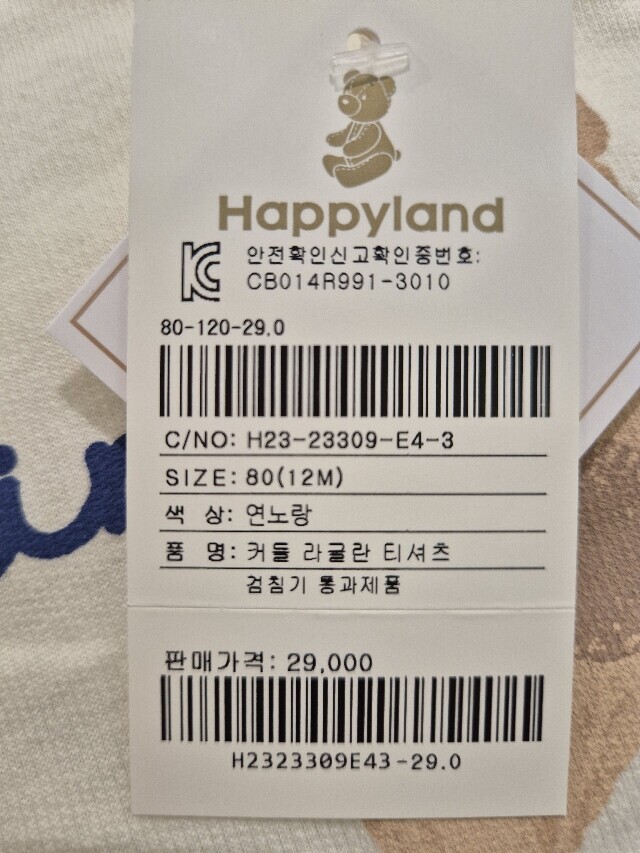 Happyland
안전확인신고확인증번호:
CB014R991-3010
80-120-29.0
C/NO: H23-23309-E4-3
SIZE: 80(12M)
색 상: 연노랑
품 명: 커들 라글란 티셔츠
검침기 통과제품
판매가격: 29,000
H2323309E43-29.0